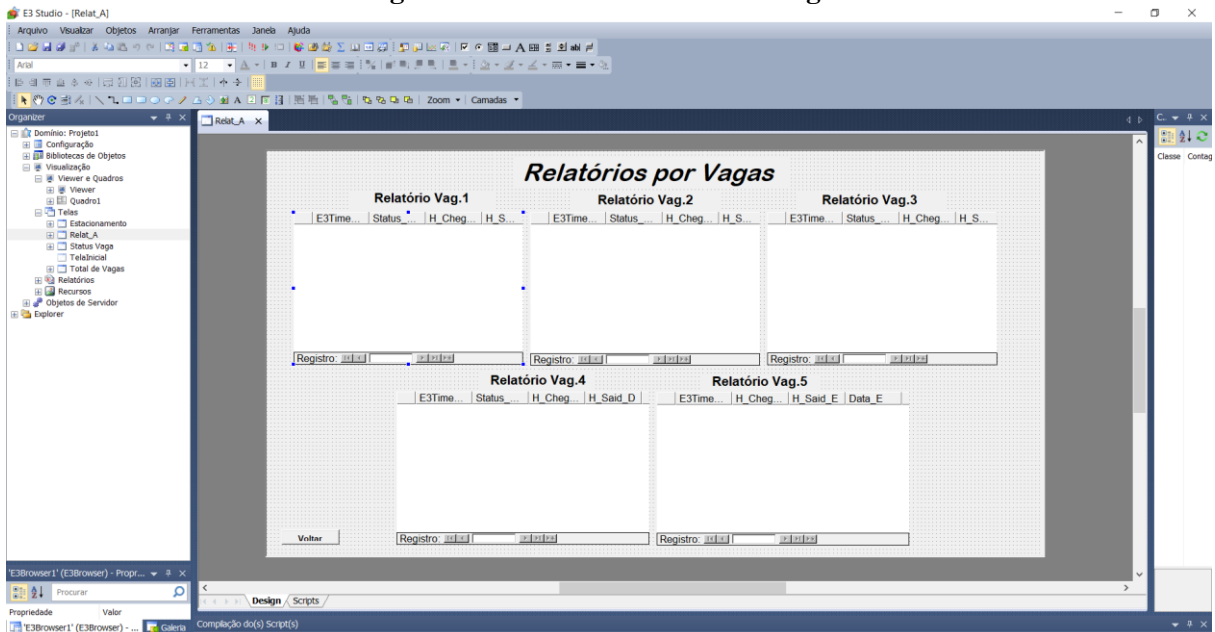 E3 Studio - [Relat_A]
Arquivo Visualizar Objetos Arranjar Ferramentas Janela Ajuda
Arial 12
Zoom Camadas
Organizer
Relat_A X
C...
Domínio: Projeto1
Configuração
Bibliotecas de Objetos
Visualização
Viewer e Quadros
Viewer
Quadro1
Telas
Estacionamento
Relat_A
Status Vaga
TelaInicial
Total de Vagas
Relatórios
Recursos
Objetos de Servidor
Explorer
Classe Contag
Relatórios por Vagas
Relatório Vag.1 Relatório Vag.2 Relatório Vag.3
E3Time... Status_... H_Cheg... H_S... E3Time... Status_... H_Cheg... H_S... E3Time... Status_... H_Cheg... H_S...
Registro: Registro: Registro:
Relatório Vag.4 Relatório Vag.5
E3Time... Status_... H_Cheg... H_Said_D E3Time... H_Cheg... H_Said_E Data_E
Voltar Registro: Registro:
'E3Browser1' (E3Browser) - Propr...
Procurar
Propriedade Valor
'E3Browser1' (E3Browser) - ... Galeria
Design Scripts
Compilação do(s) Script(s)